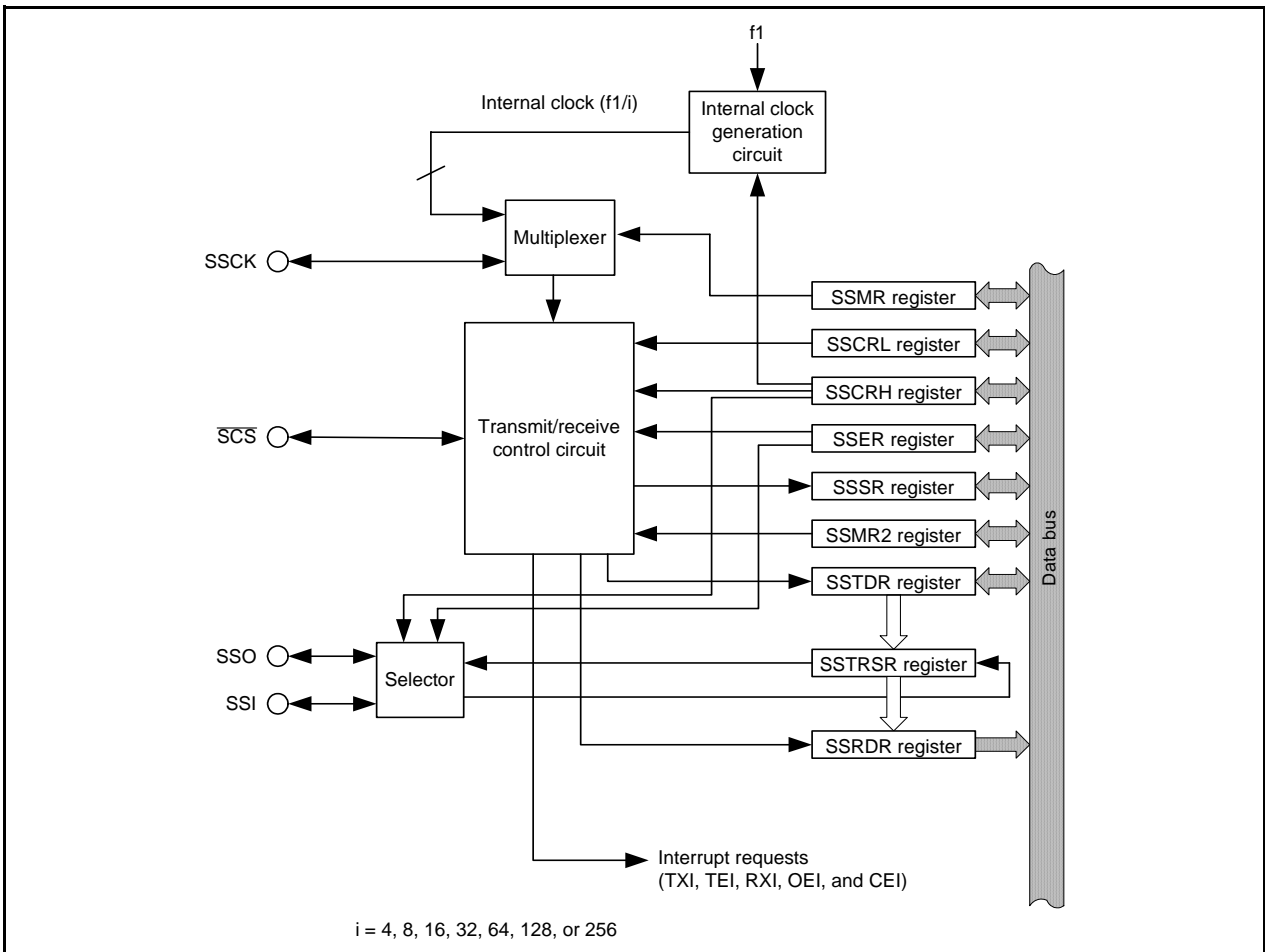 f1
Internal clock (f1/i)
Internal clock
generation
circuit
Multiplexer
SSCK
SSMR register
SSCRL register
SSCRH register
SCS
Transmit/receive
control circuit
SSER register
SSSR register
SSMR2 register
Data bus
SSTDR register
SSO
SSTRSR register
Selector
SSI
SSRDR register
Interrupt requests
(TXI, TEI, RXI, OEI, and CEI)
i = 4, 8, 16, 32, 64, 128, or 256